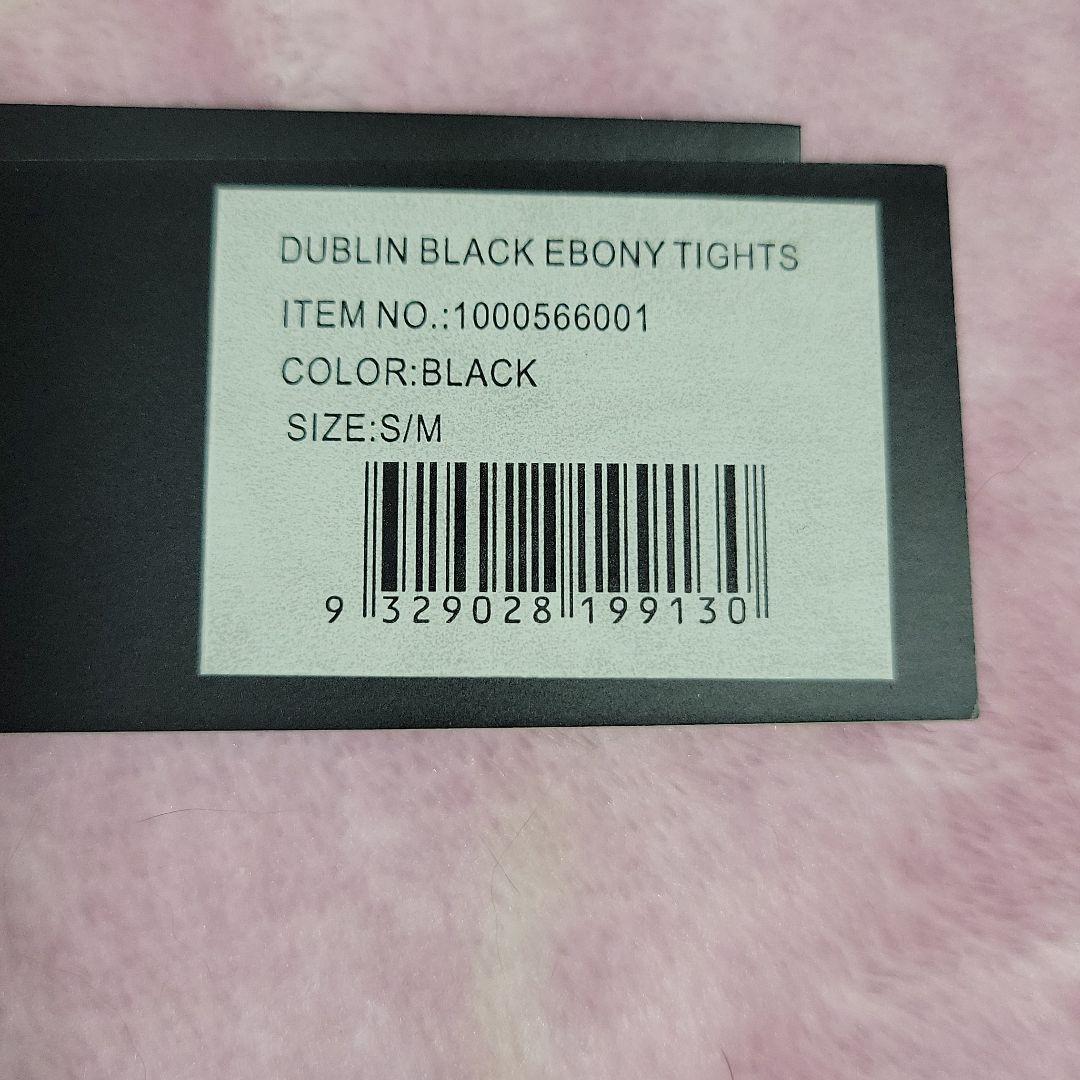 DUBLIN BLACK EBONY TIGHTS
ITEM NO.:1000566001
COLOR:BLACK
SIZE:S/M
9 329028 199130